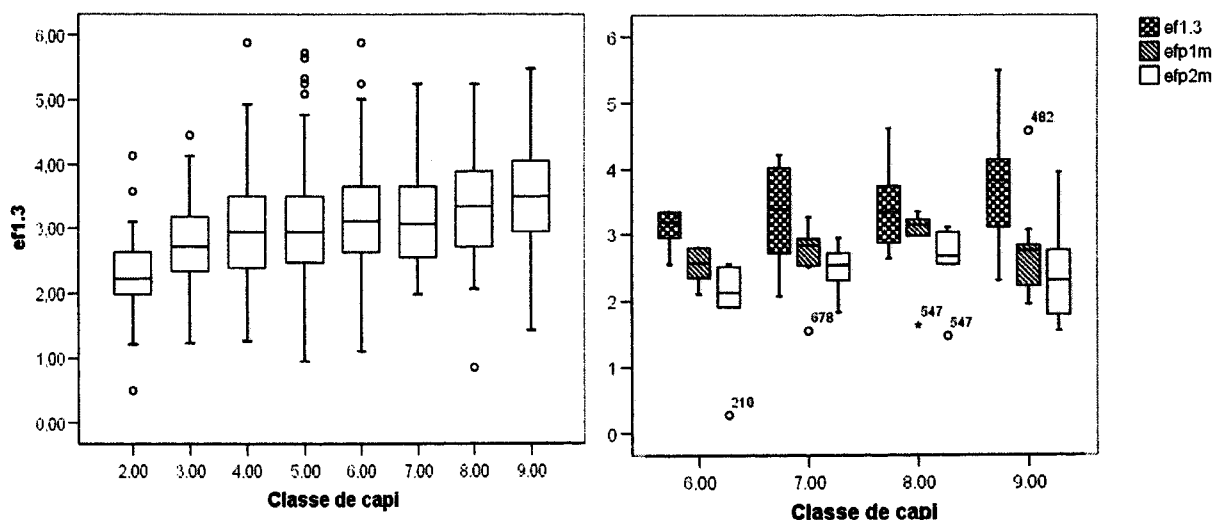 6,00
5,00
4,00
3,00
2,00
1,00
0,00
ef1.3
2.00 3.00 4.00 5.00 6.00 7.00 8.00 9.00
Classe de capi
6
5
4
3
2
1
0
210
678
547
547
482
6.00 7.00 8.00 9.00
Classe de capi
ef1.3
efp1m
efp2m